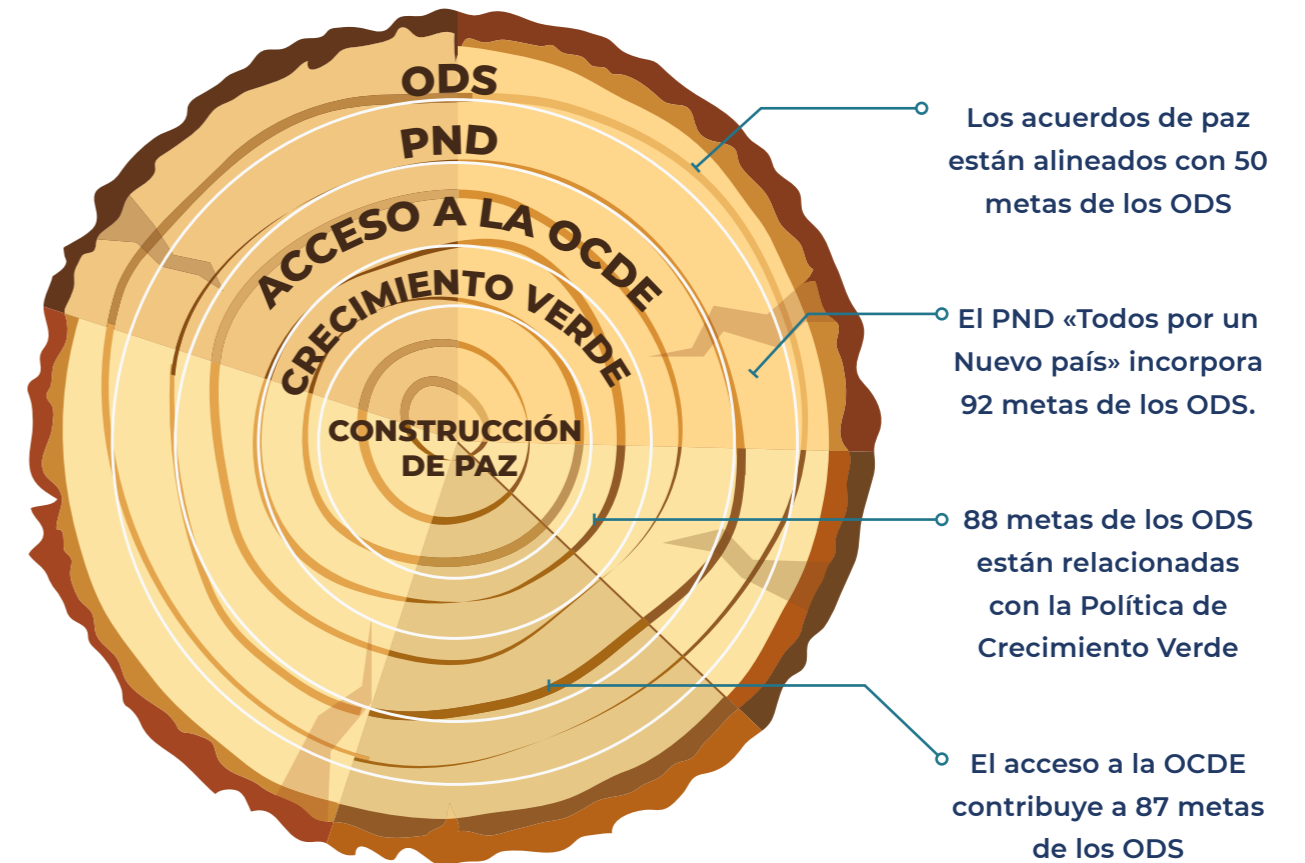 ODS
PND
ACCESO A LA OCDE
CRECIMIENTO VERDE
CONSTRUCCIÓN
DE PAZ
Los acuerdos de paz
están alineados con 50
metas de los ODS
El PND «Todos por un
Nuevo país» incorpora
92 metas de los ODS.
88 metas de los ODS
están relacionadas
con la Política de
Crecimiento Verde
El acceso a la OCDE
contribuye a 87 metas
de los ODS